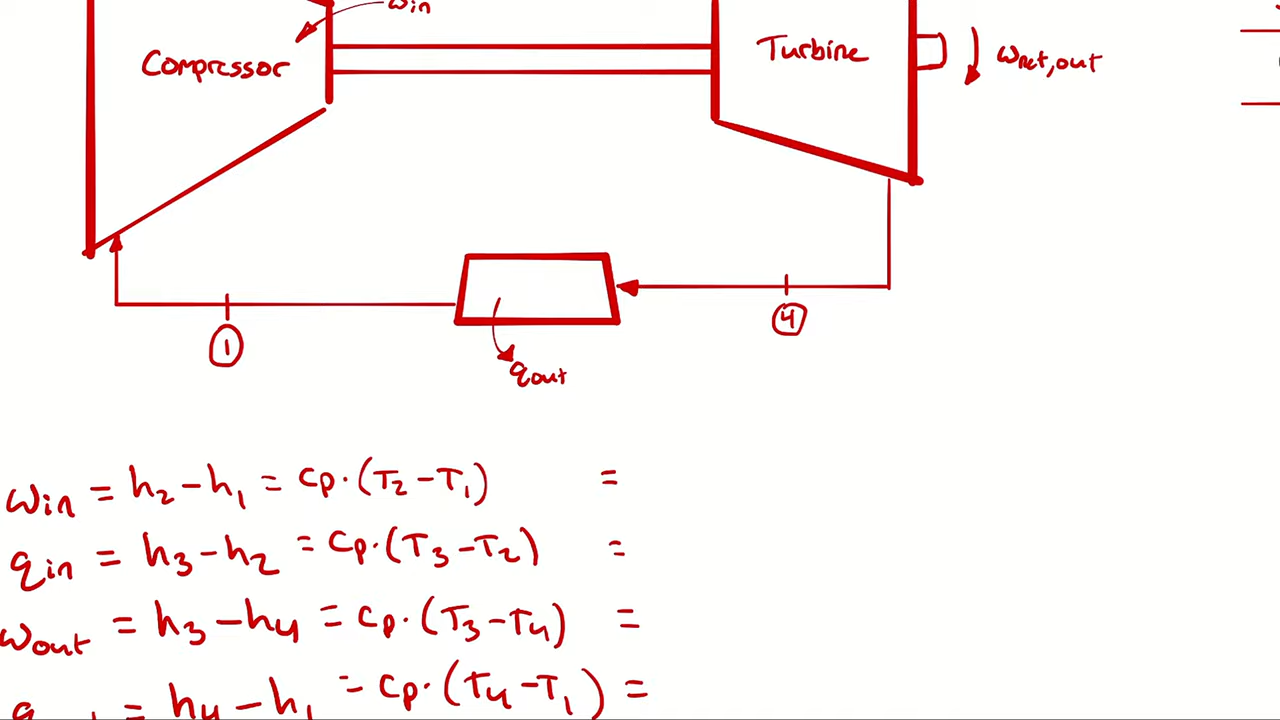 win
Compressor
Turbine
wnet,out
1
4
qout
win = h2 - h1 = cp·(T2 - T1) =
qin = h3 - h2 = cp·(T3 - T2) =
wout = h3 - h4 = cp·(T3 - T4) =
= h4 - h1 = cp·(T4 - T1) =